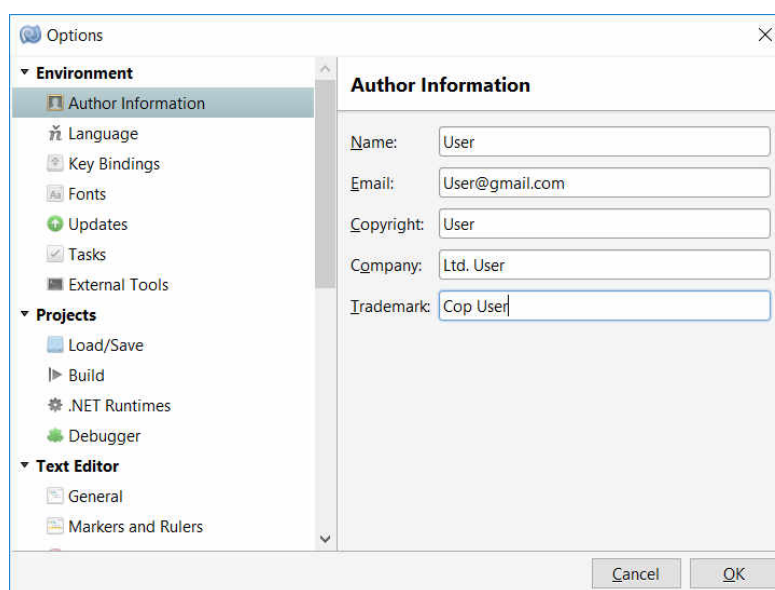 Options
Environment
Author Information
Language
Key Bindings
Fonts
Updates
Tasks
External Tools
Projects
Load/Save
Build
.NET Runtimes
Debugger
Text Editor
General
Markers and Rulers
Author Information
Name: User
Email: User@gmail.com
Copyright: User
Company: Ltd. User
Trademark: Cop User
Cancel OK